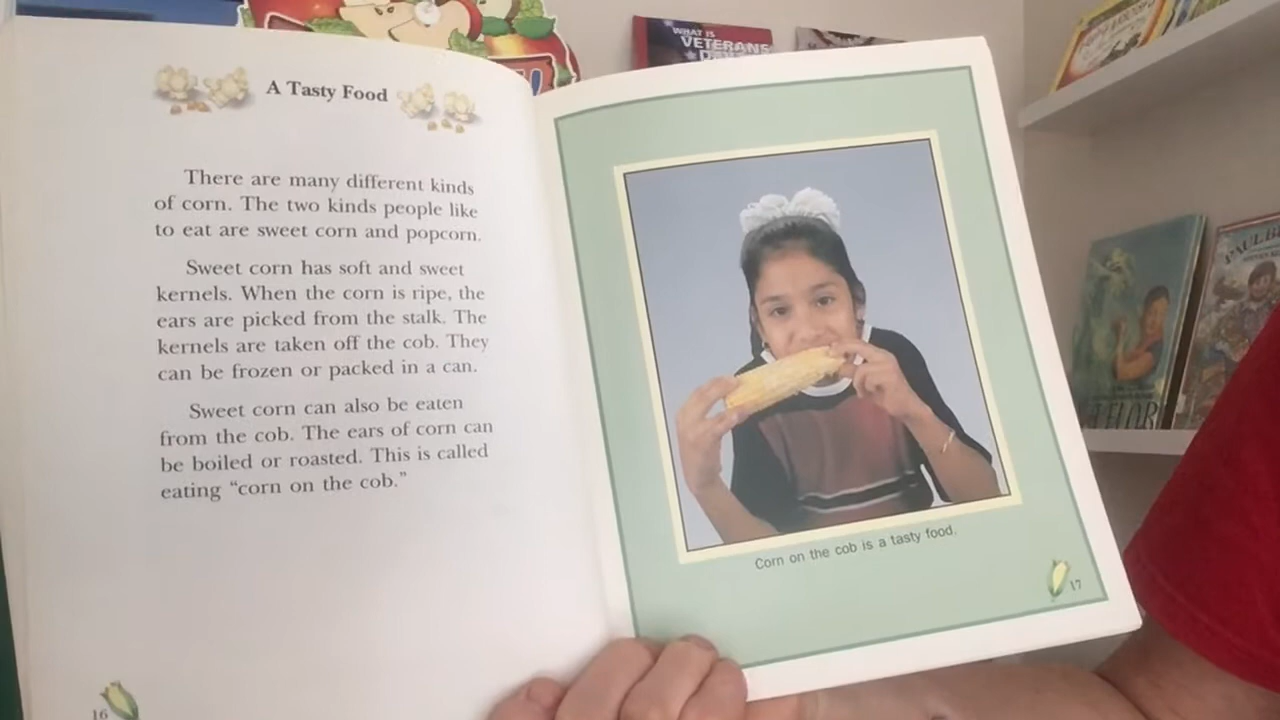 A Tasty Food
There are many different kinds
of corn. The two kinds people like
to eat are sweet corn and popcorn.
Sweet corn has soft and sweet
kernels. When the corn is ripe, the
ears are picked from the stalk. The
kernels are taken off the cob. They
can be frozen or packed in a can.
Sweet corn can also be eaten
from the cob. The ears of corn can
be boiled or roasted. This is called
eating “corn on the cob.”
16
Corn on the cob is a tasty food.
17
WHAT IS
VETERANS